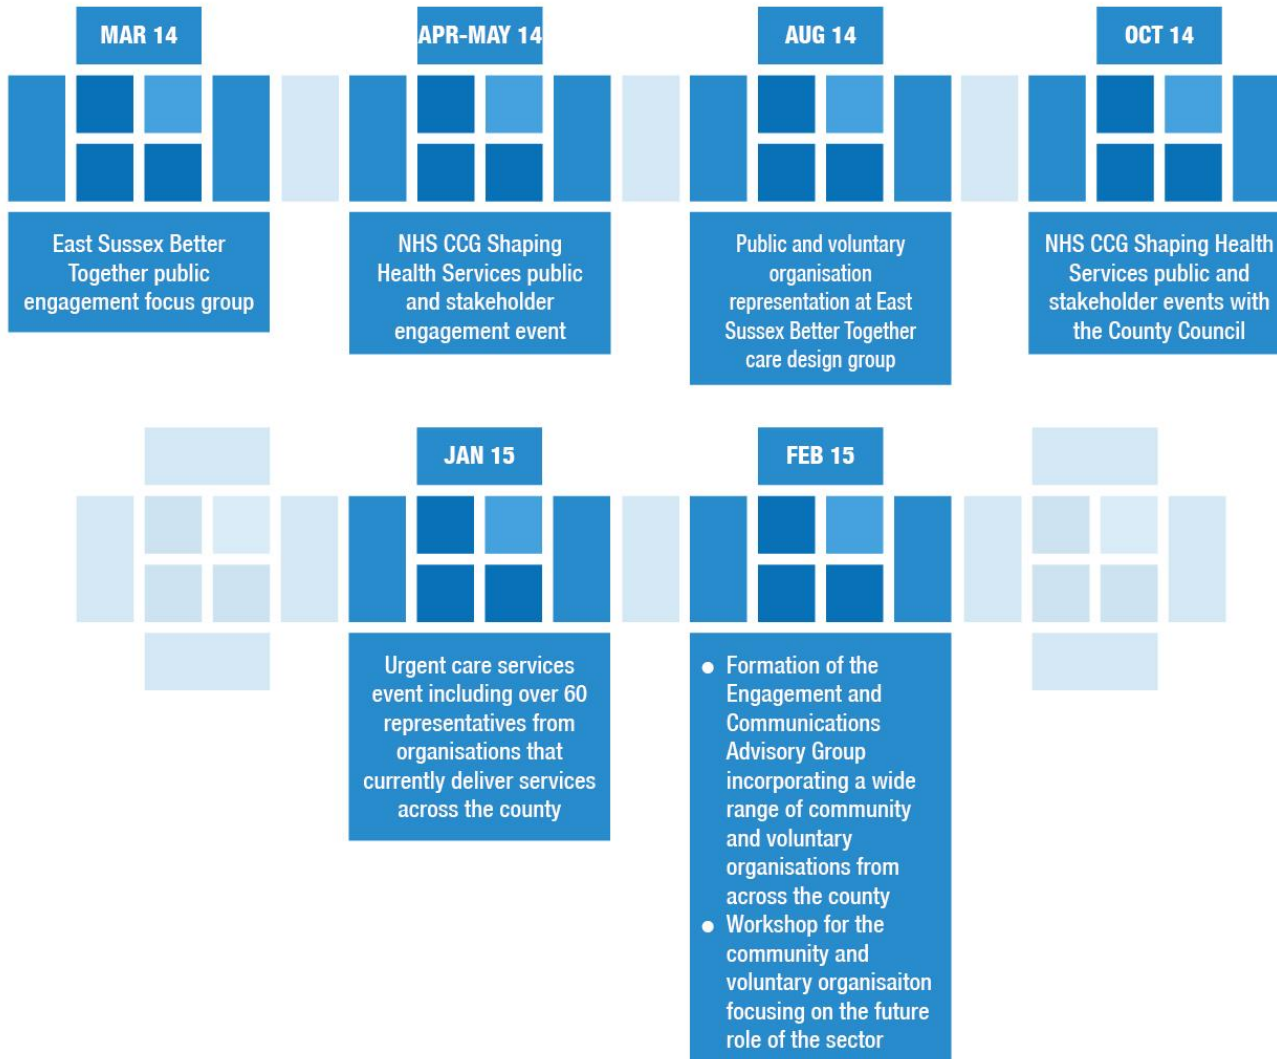 MAR 14
East Sussex Better
Together public
engagement focus group
APR-MAY 14
NHS CCG Shaping
Health Services public
and stakeholder
engagement event
AUG 14
Public and voluntary
organisation
representation at East
Sussex Better Together
care design group
OCT 14
NHS CCG Shaping Health
Services public and
stakeholder events with
the County Council
JAN 15
Urgent care services
event including over 60
representatives from
organisations that
currently deliver services
across the county
FEB 15
● Formation of the
Engagement and
Communications
Advisory Group
incorporating a wide
range of community
and voluntary
organisations from
across the county
● Workshop for the
community and
voluntary organisaiton
focusing on the future
role of the sector